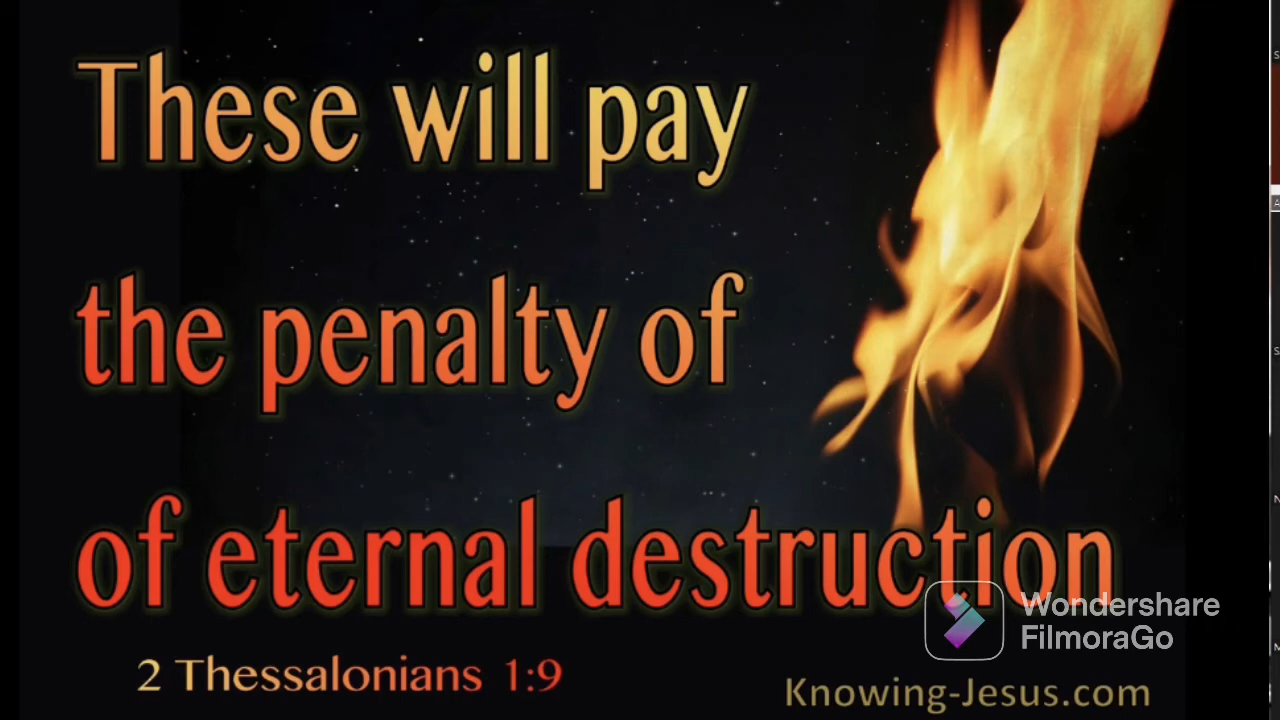 These will pay
the penalty of
of eternal destruction
Wondershare
FilmoraGo
2 Thessalonians 1:9
Knowing-Jesus.com